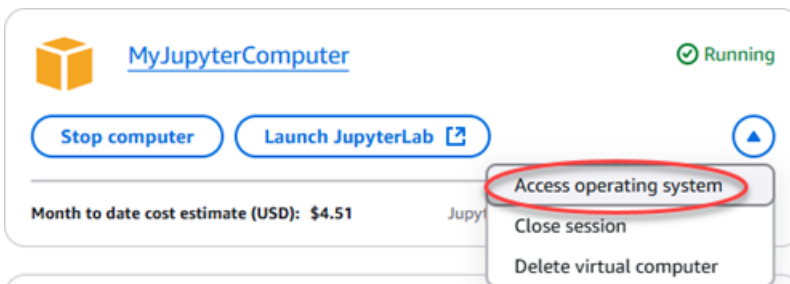 MyJupyterComputer
Running
Stop computer
Launch JupyterLab
Access operating system
Month to date cost estimate (USD): $4.51
Close session
Delete virtual computer